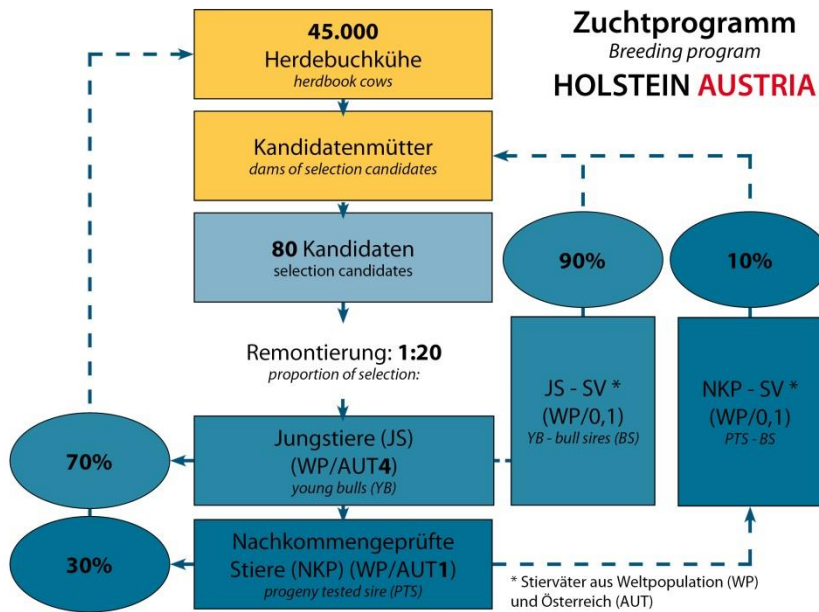 Zuchtprogramm
Breeding program
HOLSTEIN AUSTRIA
45.000
Herdebuchkühe
herdbook cows
Kandidatenmütter
dams of selection candidates
80 Kandidaten
selection candidates
90%
10%
Remontierung: 1:20
proportion of selection:
JS - SV *
(WP/0,1)
YB - bull sires (BS)
NKP - SV *
(WP/0,1)
PTS - BS
Jungstiere (JS)
(WP/AUT4)
young bulls (YB)
70%
Nachkommengeprüfte
Stiere (NKP) (WP/AUT1)
progeny tested sire (PTS)
30%
* Stierväter aus Weltpopulation (WP)
und Österreich (AUT)